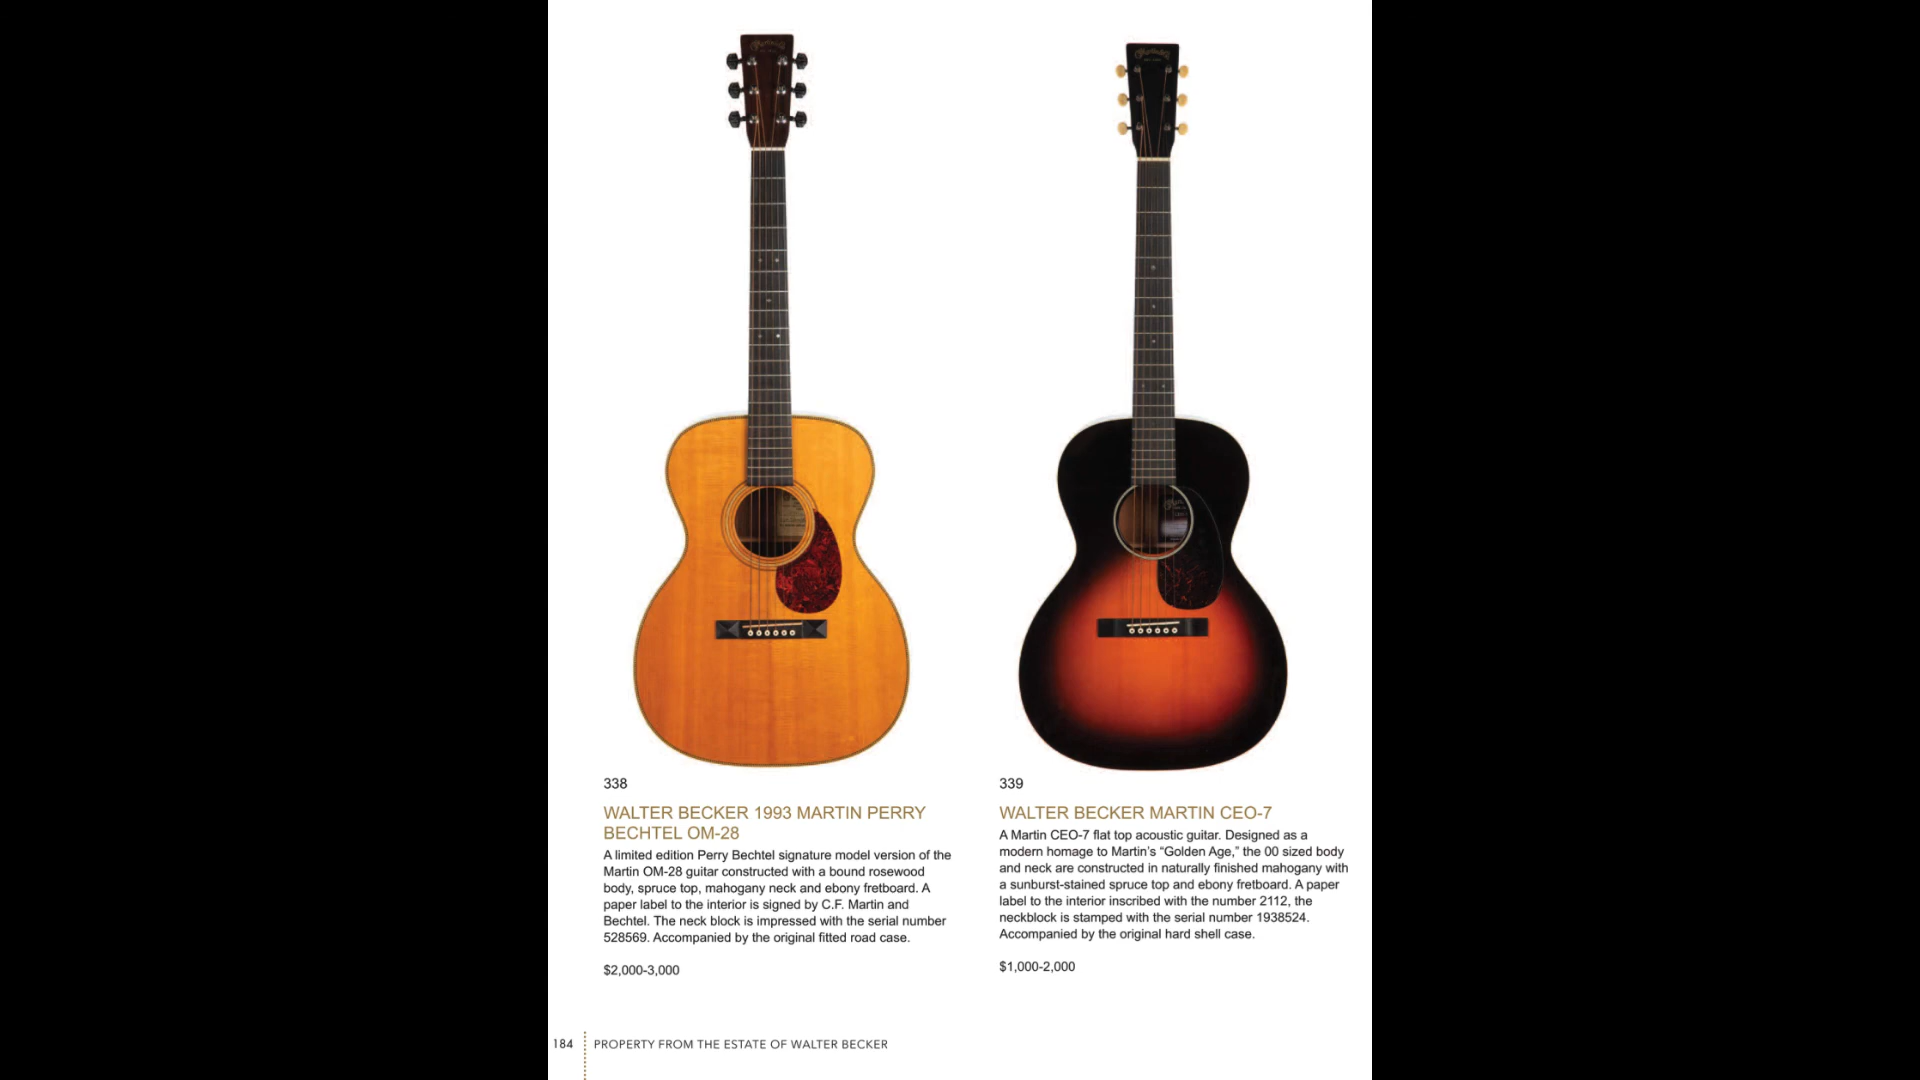 338
WALTER BECKER 1993 MARTIN PERRY
BECHTEL OM-28
A limited edition Perry Bechtel signature model version of the
Martin OM-28 guitar constructed with a bound rosewood
body, spruce top, mahogany neck and ebony fretboard. A
paper label to the interior is signed by C.F. Martin and
Bechtel. The neck block is impressed with the serial number
528569. Accompanied by the original fitted road case.
$2,000-3,000
339
WALTER BECKER MARTIN CEO-7
A Martin CEO-7 flat top acoustic guitar. Designed as a
modern homage to Martin’s “Golden Age,” the 00 sized body
and neck are constructed in naturally finished mahogany with
a sunburst-stained spruce top and ebony fretboard. A paper
label to the interior inscribed with the number 2112, the
neckblock is stamped with the serial number 1938524.
Accompanied by the original hard shell case.
$1,000-2,000
184 PROPERTY FROM THE ESTATE OF WALTER BECKER